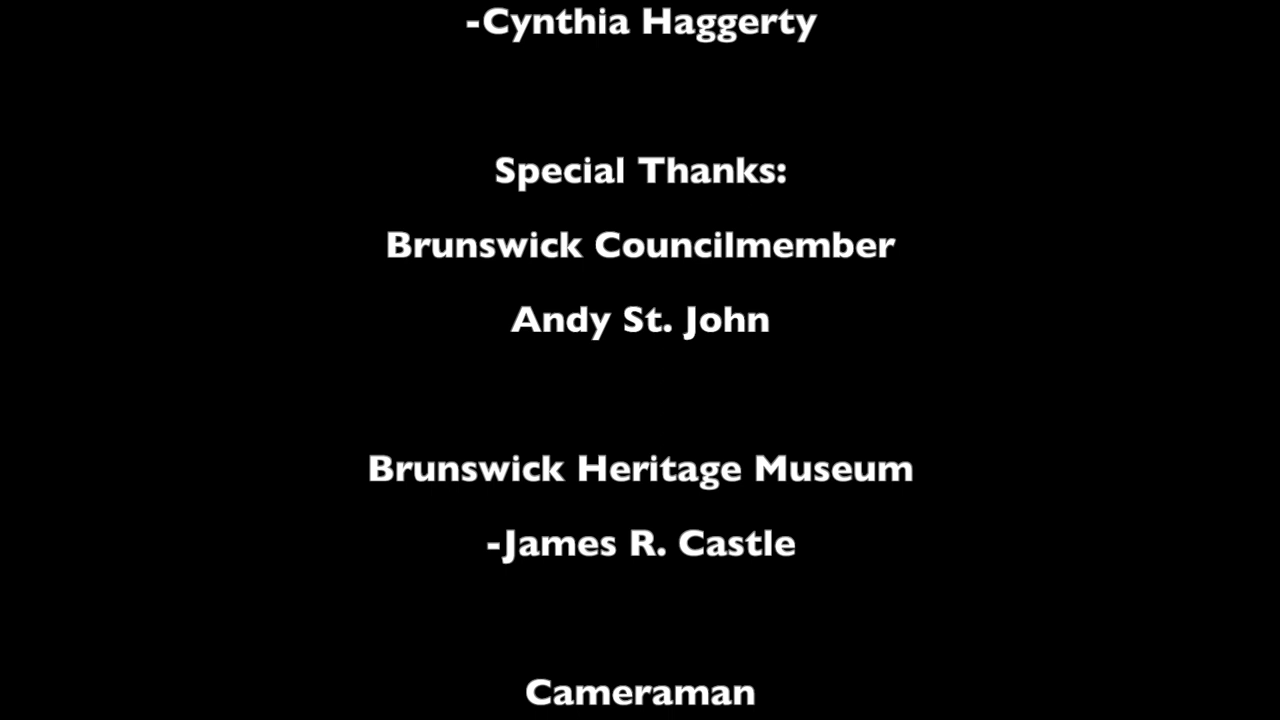 -Cynthia Haggerty
Special Thanks:
Brunswick Councilmember
Andy St. John
Brunswick Heritage Museum
-James R. Castle
Cameraman